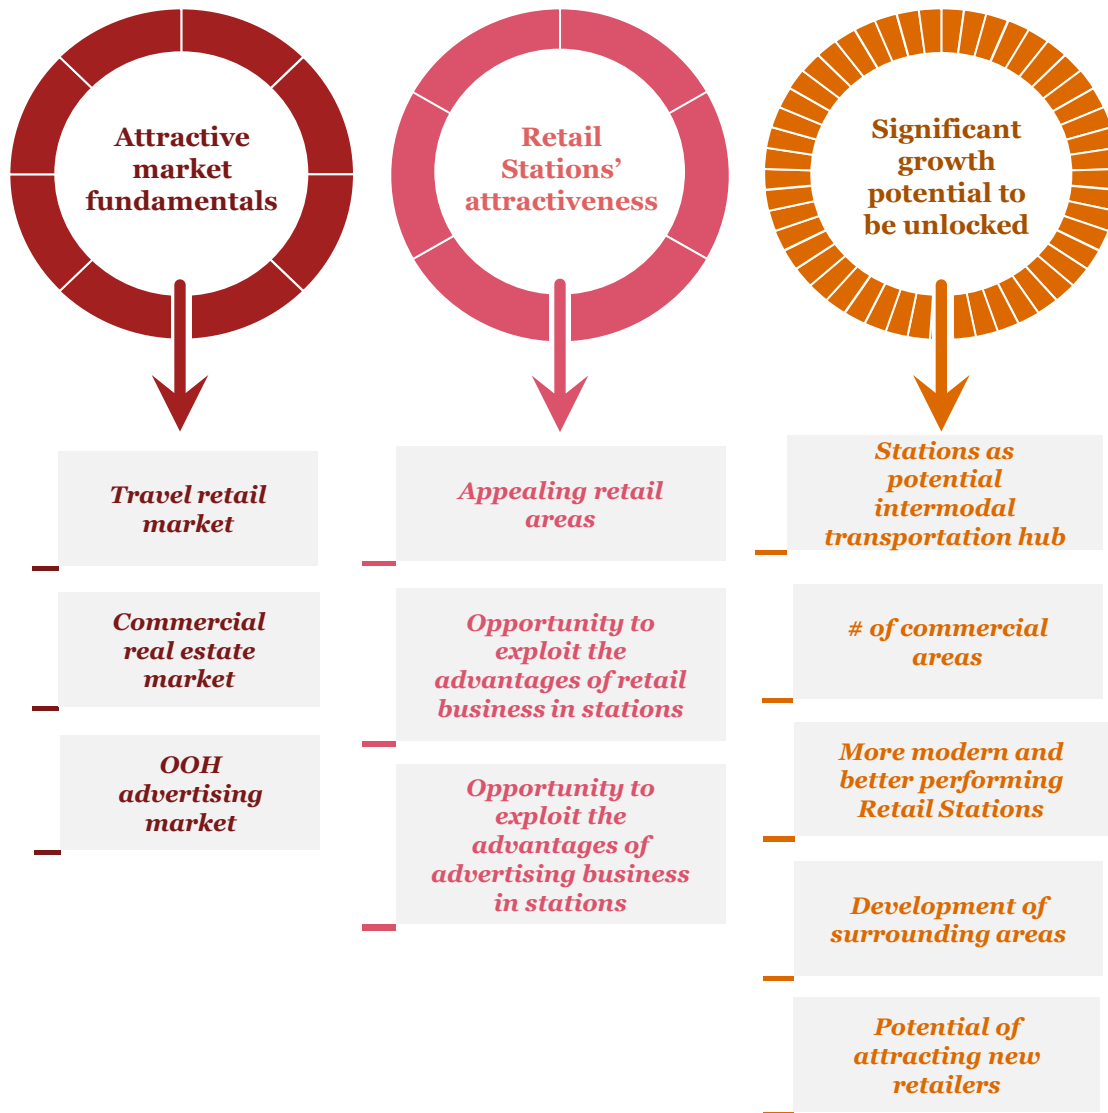 Attractive
market
fundamentals
Retail
Stations’
attractiveness
Significant
growth
potential to
be unlocked
Travel retail
market
Commercial
real estate
market
OOH
advertising
market
Appealing retail
areas
Opportunity to
exploit the
advantages of retail
business in stations
Opportunity to
exploit the
advantages of
advertising business
in stations
Stations as
potential
intermodal
transportation hub
# of commercial
areas
More modern and
better performing
Retail Stations
Development of
surrounding areas
Potential of
attracting new
retailers